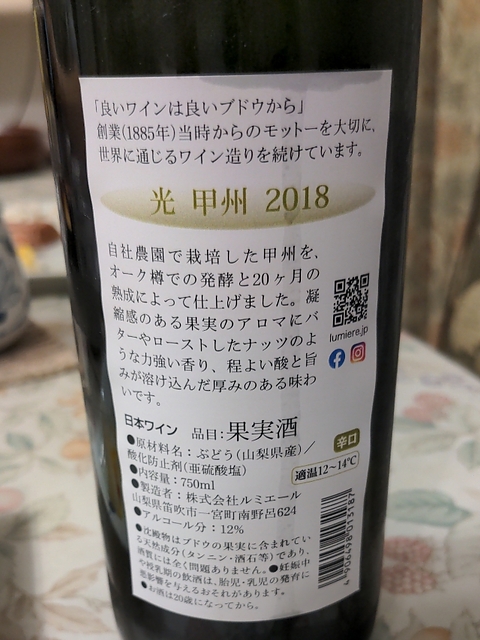 「良いワインは良いブドウから」
創業(1885年)当時からのモットーを大切に、
世界に通じるワイン造りを続けています。
光 甲州 2018
自社農園で栽培した甲州を、
オーク樽での発酵と20ヶ月の
熟成によって仕上げました。凝
縮感のある果実のアロマにバ
ターやローストしたナッツのよ
うな力強い香り、程よい酸と旨
みが溶け込んだ厚みのある味わ
いです。
lumiere.jp
日本ワイン 品目:果実酒
●原材料名:ぶどう(山梨県産)/
酸化防止剤(亜硫酸塩)
辛口
●内容量:750ml
適温12~14℃
●製造者:株式会社ルミエール
山梨県笛吹市一宮町南野呂624
●アルコール分:12%
●沈殿物はブドウの果実に含まれてい
る天然成分(タンニン・酒石等)であり、
酒質には全く問題ありません。●妊娠中
や授乳期の飲酒は、胎児・乳児の発育に
悪影響を与えるおそれがあります。
●お酒は20歳になってから。
4 906498 015187